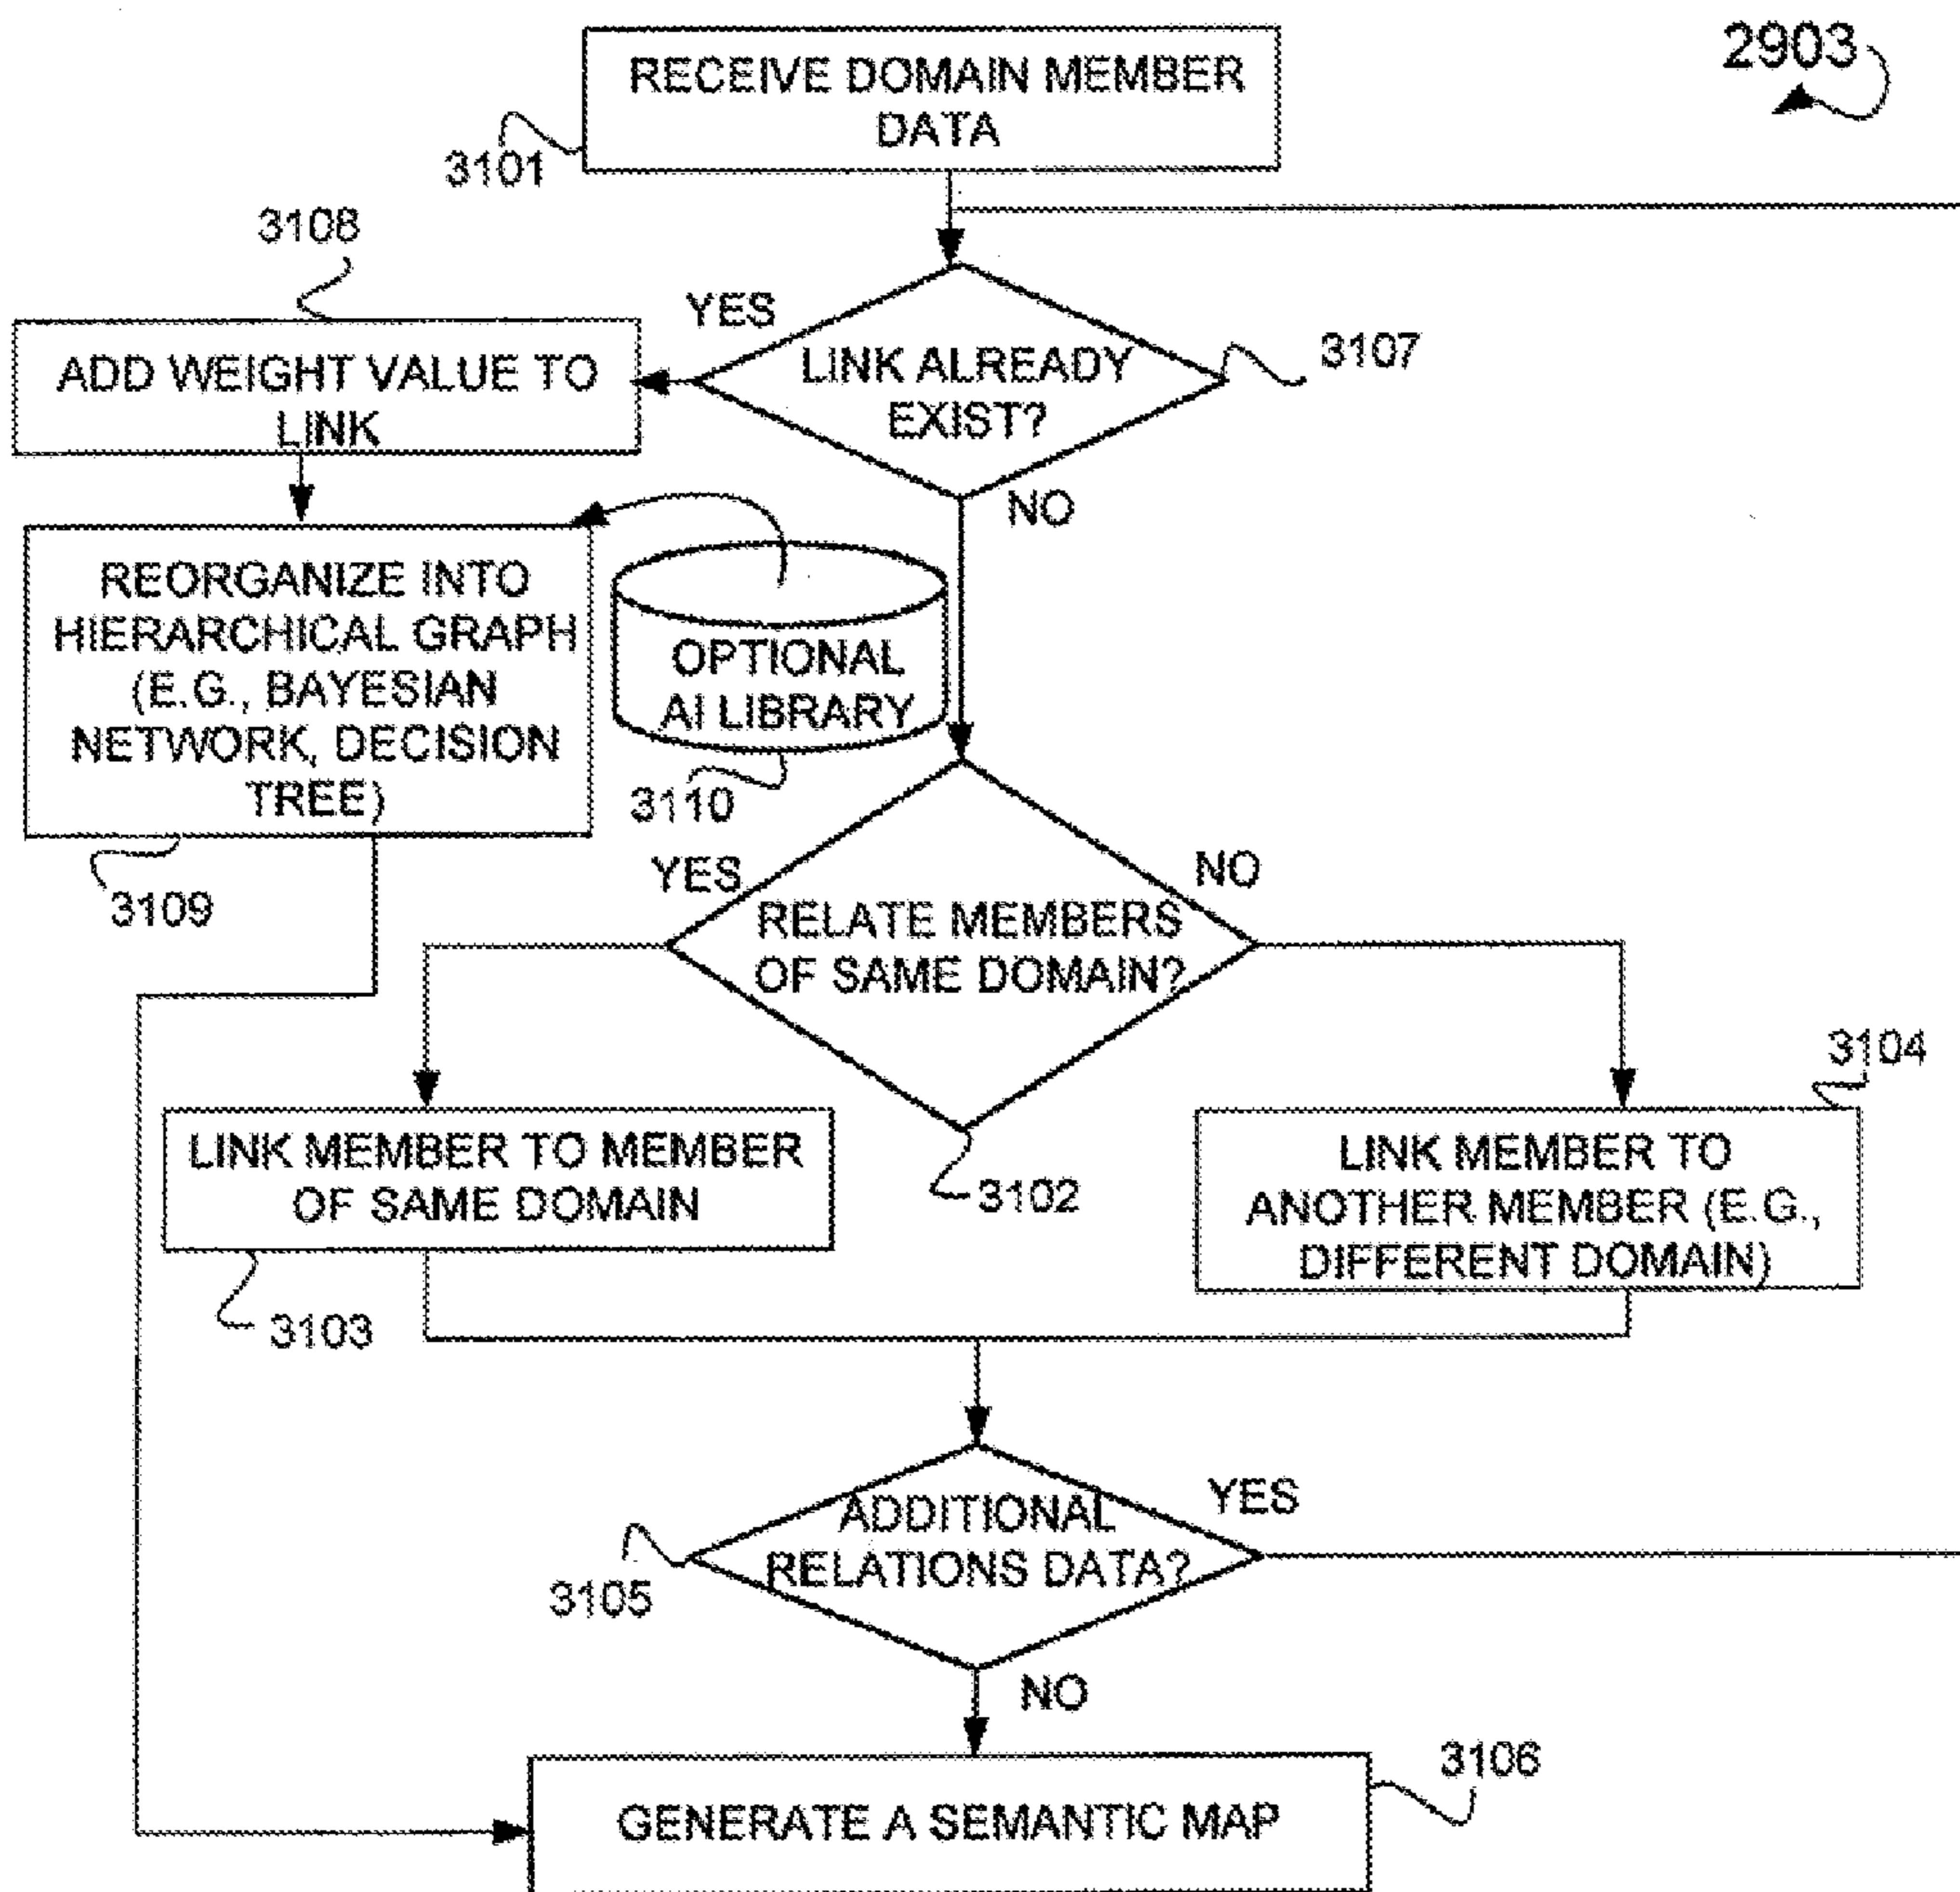 2903
RECEIVE DOMAIN MEMBER
DATA
3101
3108
YES
ADD WEIGHT VALUE TO
LINK
LINK ALREADY
EXIST?
3107
NO
REORGANIZE INTO
HIERARCHICAL GRAPH
(E.G., BAYESIAN
NETWORK, DECISION
TREE)
OPTIONAL
AI LIBRARY
3110
3109
YES
NO
RELATE MEMBERS
OF SAME DOMAIN?
3104
LINK MEMBER TO MEMBER
OF SAME DOMAIN
3102
LINK MEMBER TO
ANOTHER MEMBER (E.G.,
DIFFERENT DOMAIN)
3103
ADDITIONAL
RELATIONS DATA?
YES
3105
NO
3106
GENERATE A SEMANTIC MAP